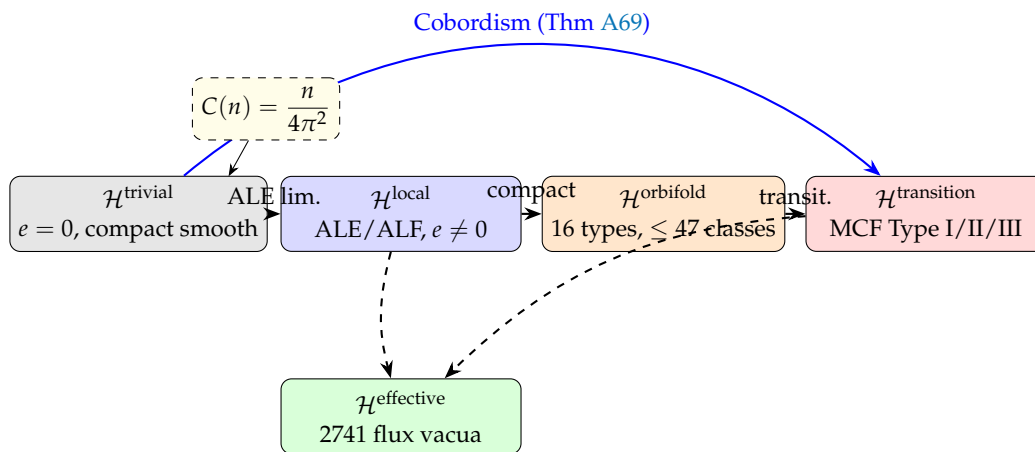 Cobordism (Thm A69)
C(n) = n/4π²
ℋ^trivial
e = 0, compact smooth
ALE lim.
ℋ^local
ALE/ALF, e ≠ 0
compact
ℋ^orbifold
16 types, ≤ 47 classes
transit.
ℋ^transition
MCF Type I/II/III
ℋ^effective
2741 flux vacua